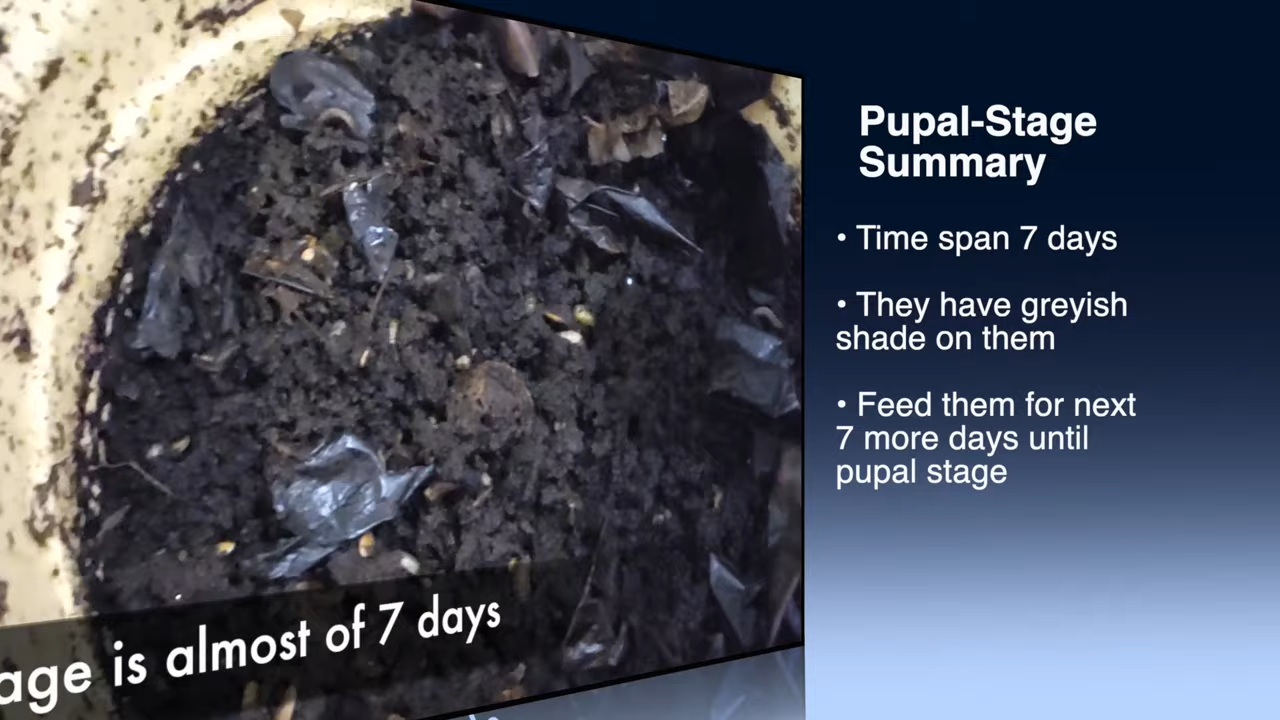 Pupal-Stage
Summary
• Time span 7 days
• They have greyish
shade on them
• Feed them for next
7 more days until
pupal stage
age is almost of 7 days